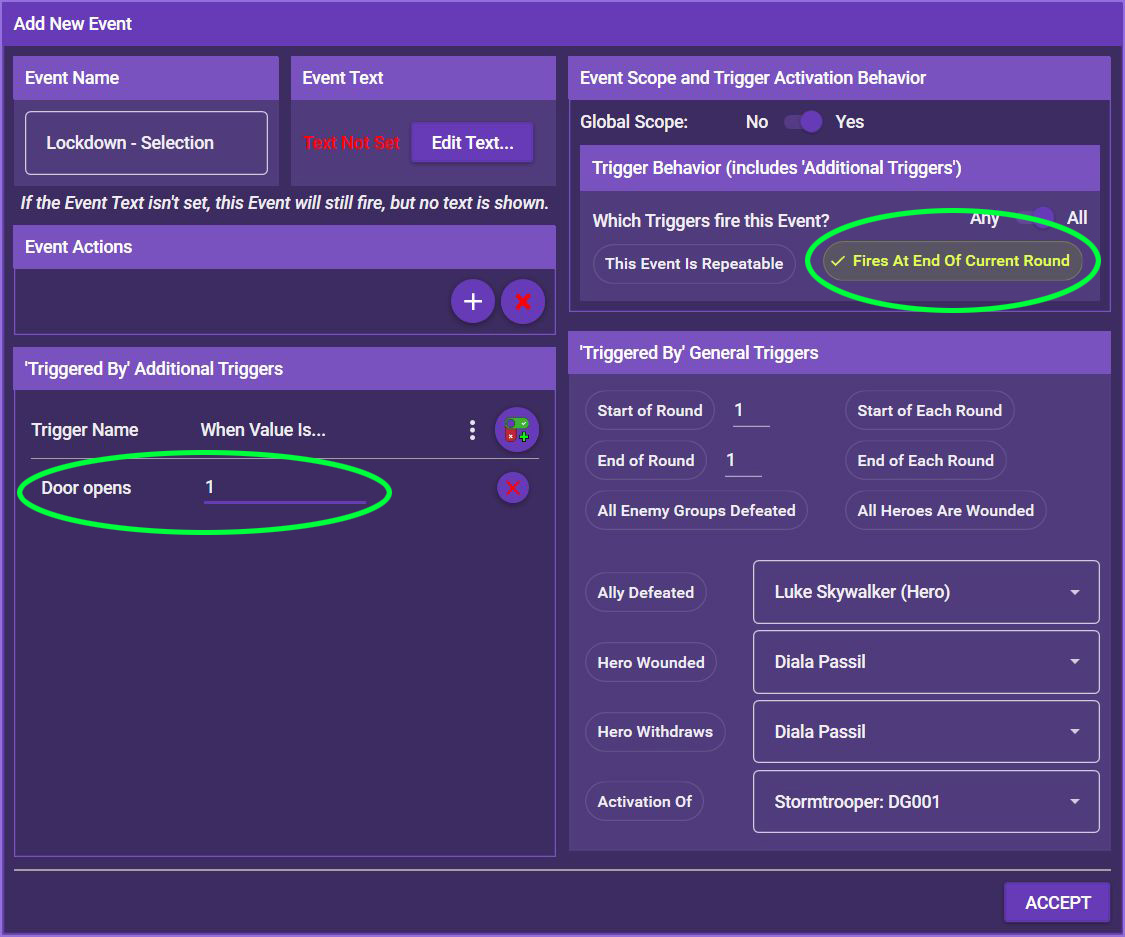 Add New Event
Event Name
Event Text
Lockdown - Selection
Text Not Set
Edit Text...
If the Event Text isn't set, this Event will still fire, but no text is shown.
Event Actions
'Triggered By' Additional Triggers
Trigger Name When Value Is...
Door opens 1
Event Scope and Trigger Activation Behavior
Global Scope: No Yes
Trigger Behavior (includes 'Additional Triggers')
Which Triggers fire this Event? Any All
This Event Is Repeatable
Fires At End Of Current Round
'Triggered By' General Triggers
Start of Round 1 Start of Each Round
End of Round 1 End of Each Round
All Enemy Groups Defeated All Heroes Are Wounded
Ally Defeated Luke Skywalker (Hero)
Hero Wounded Diala Passil
Hero Withdraws Diala Passil
Activation Of Stormtrooper: DG001
ACCEPT